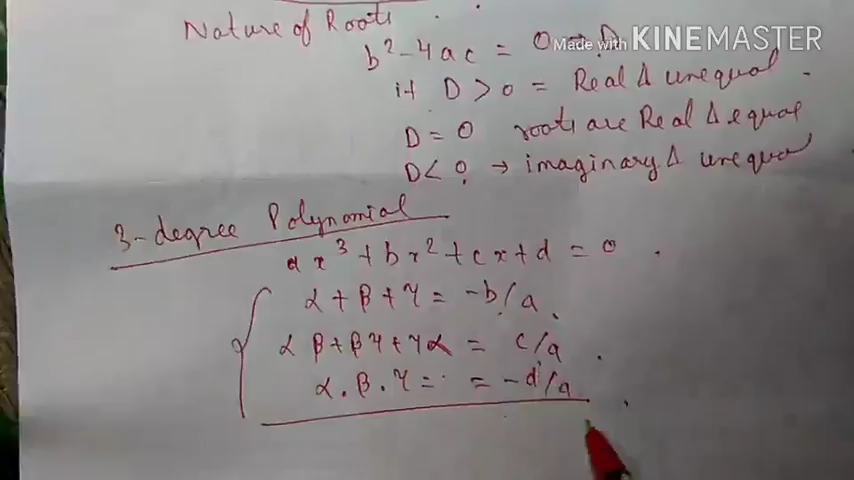 Nature of Roots
b² - 4ac = 0 → D
Made with KINEMASTER
if D > 0 = Real & unequal
D = 0 roots are Real & equal
D < 0 → imaginary & unequal
3-degree Polynomial
ax³ + bx² + cx + d = 0
α + β + γ = -b/a
αβ + βγ + γα = c/a
α . β . γ = = -d/a